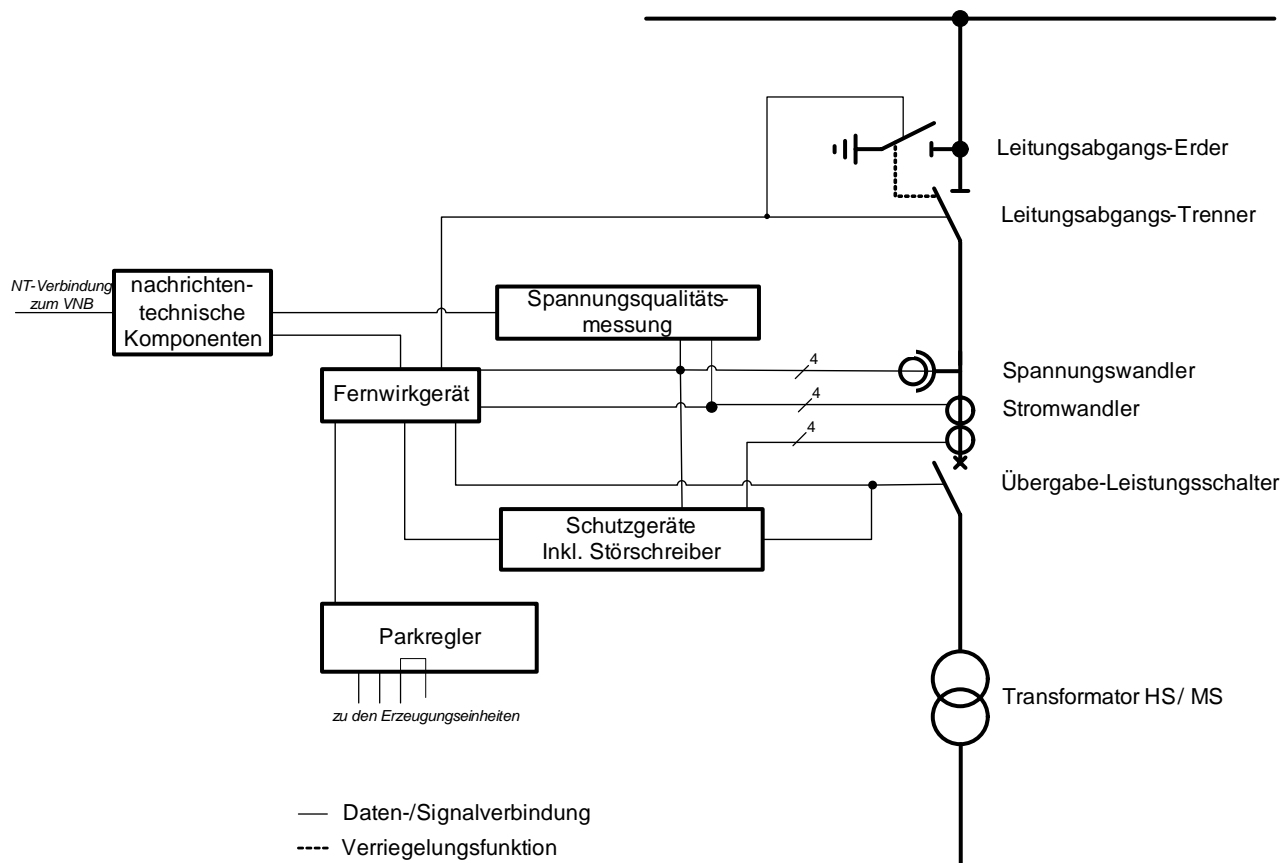 Leitungsabgangs-Erder
Leitungsabgangs-Trenner
NT-Verbindung
zum VNB
nachrichten-
technische
Komponenten
Spannungsqualitäts-
messung
4
Spannungswandler
Fernwirkgerät
4
Stromwandler
4
Übergabe-Leistungsschalter
Schutzgeräte
Inkl. Störschreiber
Parkregler
zu den Erzeugungseinheiten
Transformator HS/ MS
Daten-/Signalverbindung
Verriegelungsfunktion